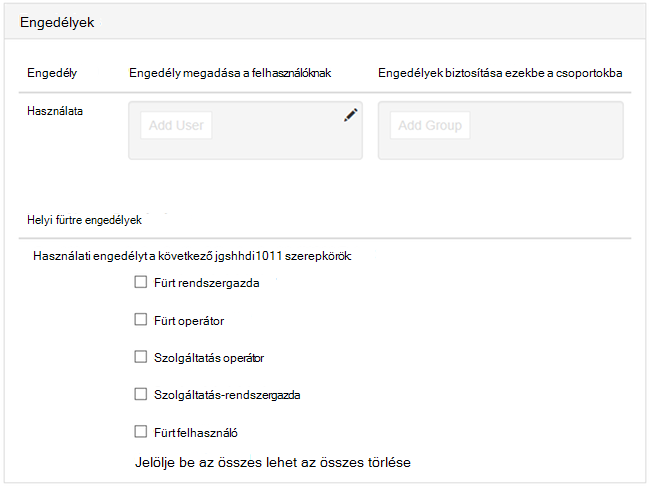 Engedélyek
Engedély Engedély megadása a felhasználóknak Engedélyek biztosítása ezekbe a csoportokba
Használata Add User Add Group
Helyi fürtre engedélyek
Használati engedélyt a következő jgshhdi1011 szerepkörök:
Fürt rendszergazda
Fürt operátor
Szolgáltatás operátor
Szolgáltatás-rendszergazda
Fürt felhasználó
Jelölje be az összes lehet az összes törlése